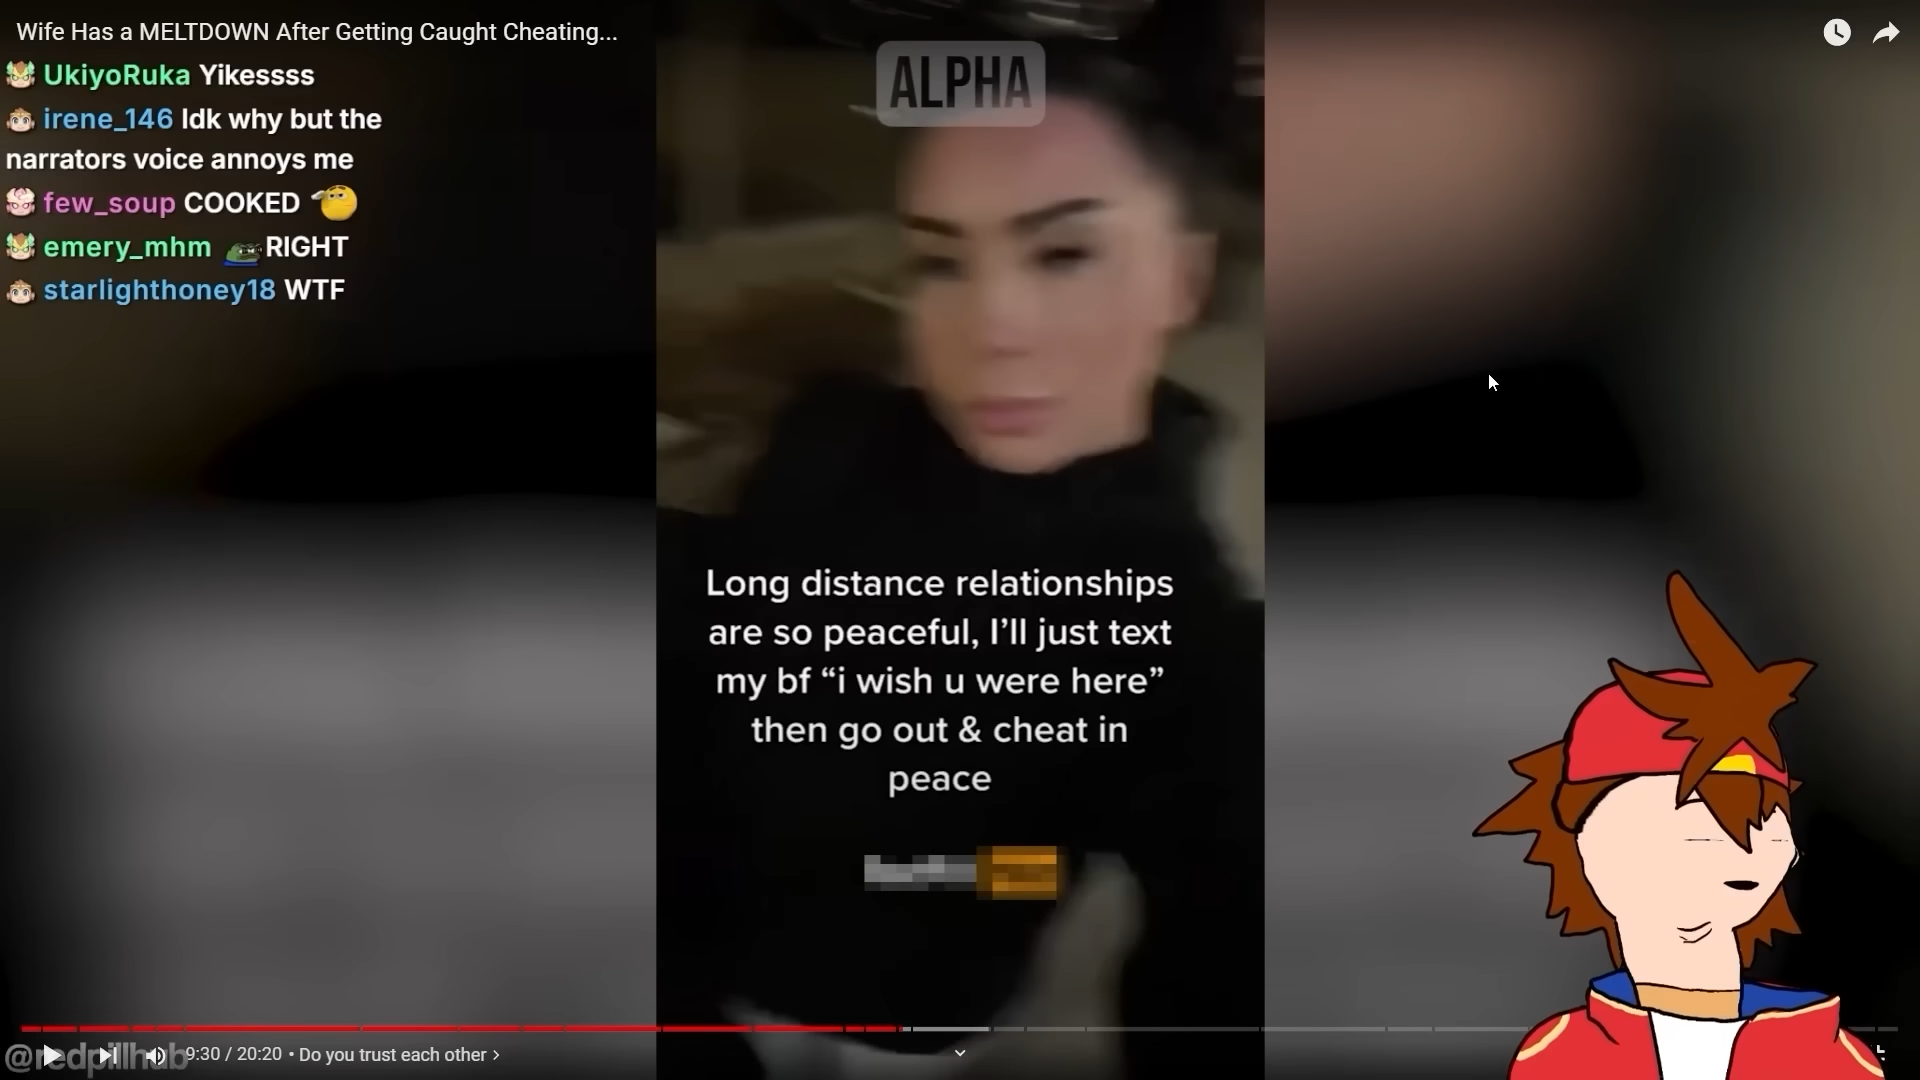 Wife Has a MELTDOWN After Getting Caught Cheating...
UkiyoRuka Yikessss
irene_146 Idk why but the
narrators voice annoys me
few_soup COOKED
emery_mhm RIGHT
starlighthoney18 WTF
ALPHA
Long distance relationships
are so peaceful, I’ll just text
my bf “i wish u were here”
then go out & cheat in
peace
@redpillhub
9:30 / 20:20 • Do you trust each other ›